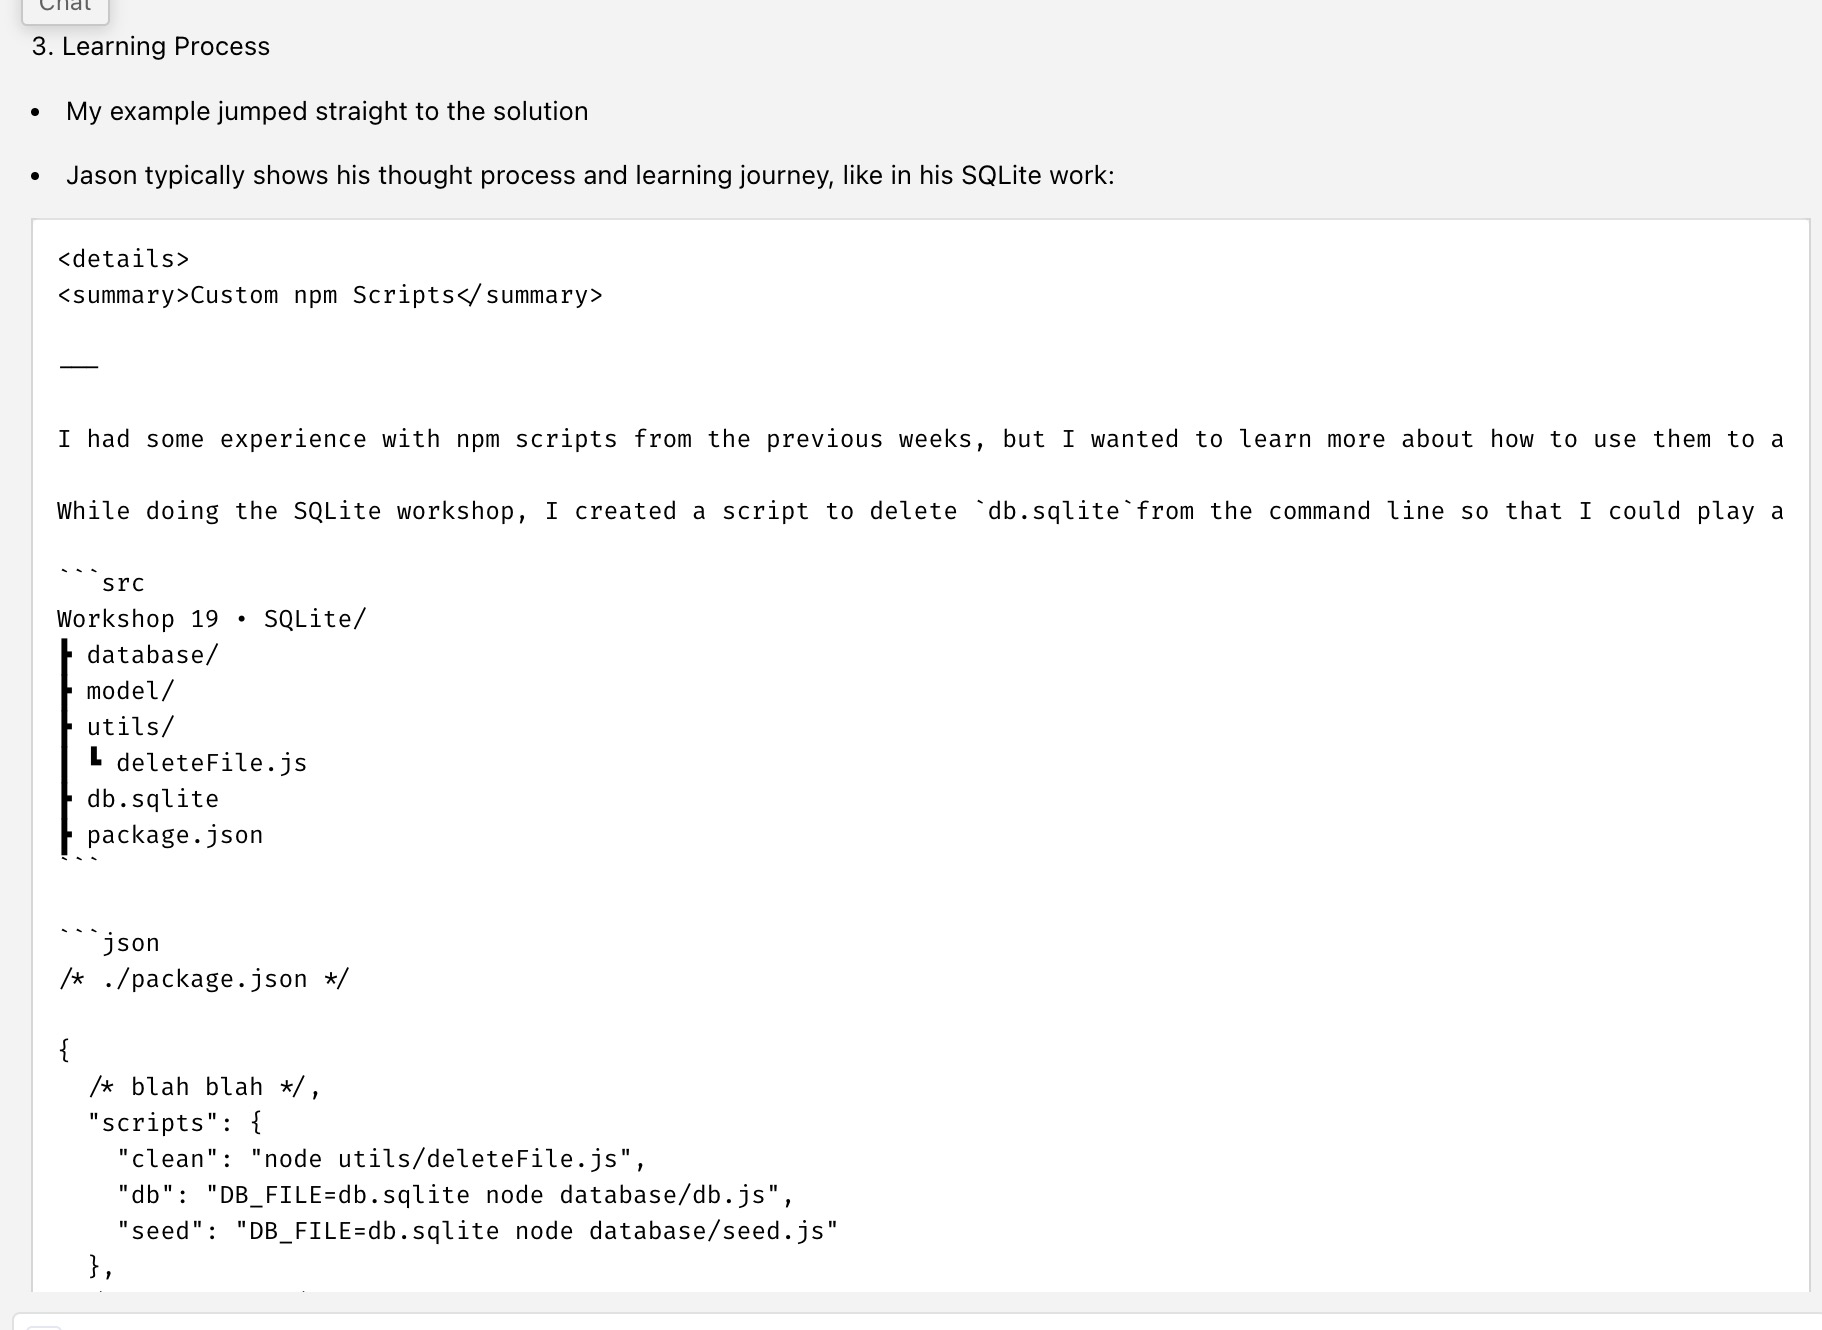 Chat
3. Learning Process
• My example jumped straight to the solution
• Jason typically shows his thought process and learning journey, like in his SQLite work:
<details>
<summary>Custom npm Scripts</summary>
---
I had some experience with npm scripts from the previous weeks, but I wanted to learn more about how to use them to a
While doing the SQLite workshop, I created a script to delete `db.sqlite`from the command line so that I could play a
```src
Workshop 19 • SQLite/
┣ database/
┣ model/
┣ utils/
┃ ┗ deleteFile.js
┣ db.sqlite
┣ package.json
```
```json
/* ./package.json */
{
  /* blah blah */,
  "scripts": {
    "clean": "node utils/deleteFile.js",
    "db": "DB_FILE=db.sqlite node database/db.js",
    "seed": "DB_FILE=db.sqlite node database/seed.js"
  },